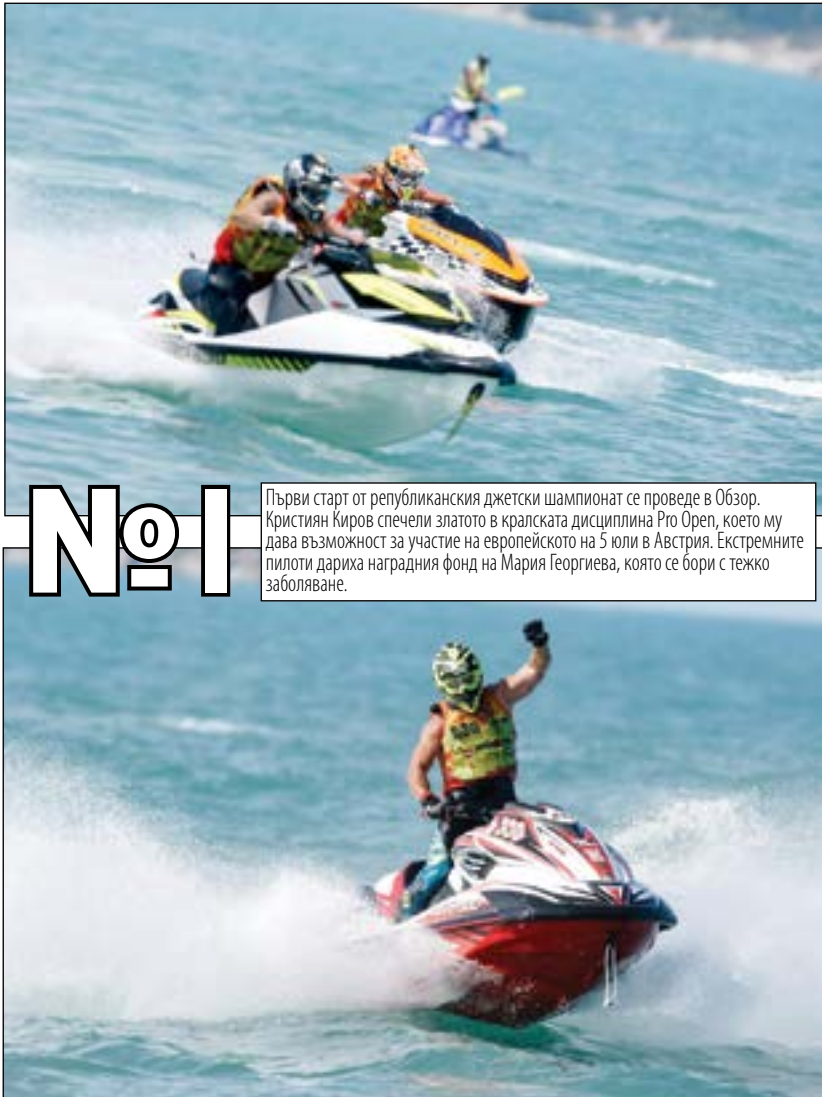 №1
Първи старт от републиканския джетски шампионат се проведе в Обзор.
Кристиян Киров спечели златото в кралската дисциплина Pro Open, което му
дава възможност за участие на европейското на 5 юли в Австрия. Екстремните
пилоти дариха наградния фонд на Мария Георгиева, която се бори с тежко
заболяване.